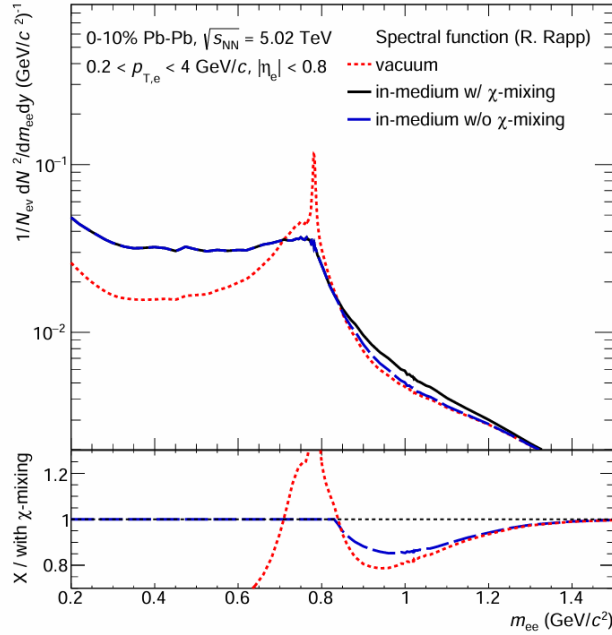 0-10% Pb-Pb, √s_NN = 5.02 TeV
0.2 < p_T,e < 4 GeV/c, |η_e| < 0.8
Spectral function (R. Rapp)
vacuum
in-medium w/ χ-mixing
in-medium w/o χ-mixing
1/N_ev dN ²/dm_ee dy (GeV/c ²)⁻¹
10⁻¹
10⁻²
X / with χ-mixing
1.2
1
0.8
0.2 0.4 0.6 0.8 1 1.2 1.4
m_ee (GeV/c²)